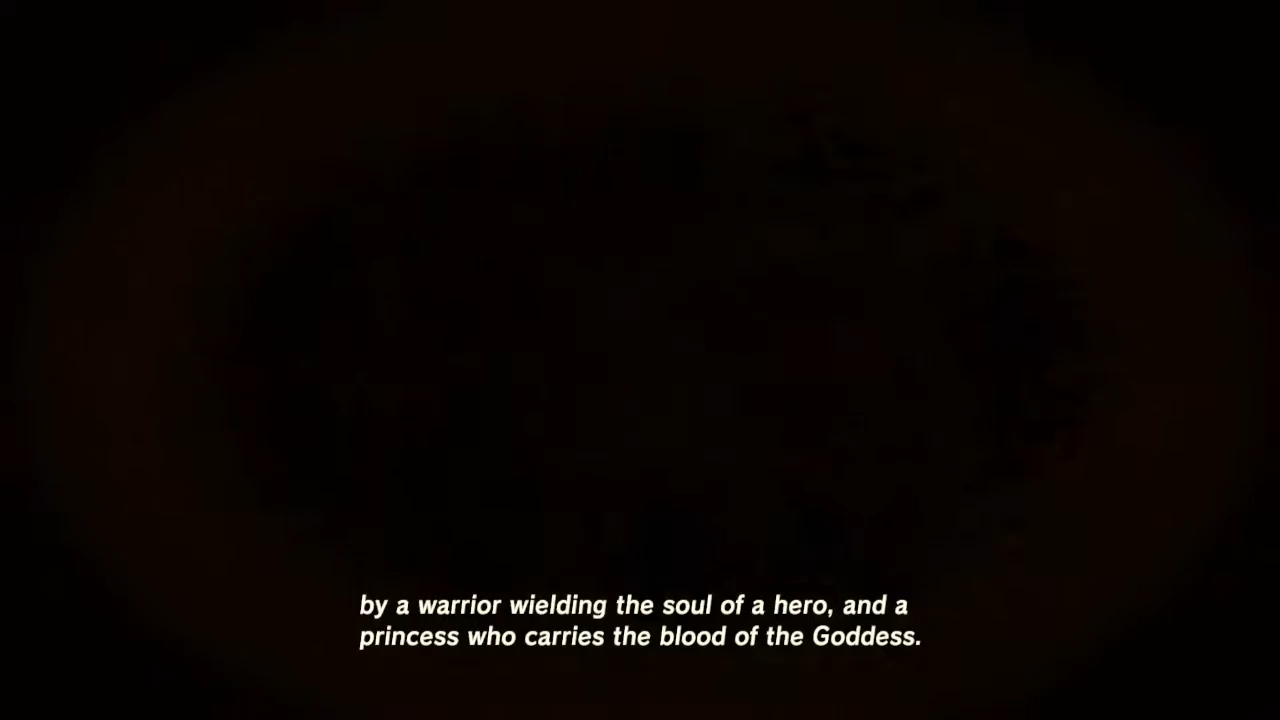 by a warrior wielding the soul of a hero, and a
princess who carries the blood of the Goddess.